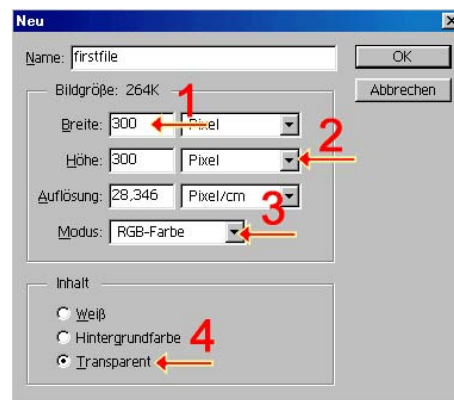 Neu
Name: firstfile
OK
Abbrechen
Bildgröße: 264K
1
Breite: 300 Pixel
2
Höhe: 300 Pixel
Auflösung: 28,346 Pixel/cm
3
Modus: RGB-Farbe
Inhalt
Weiß
Hintergrundfarbe
4
Transparent